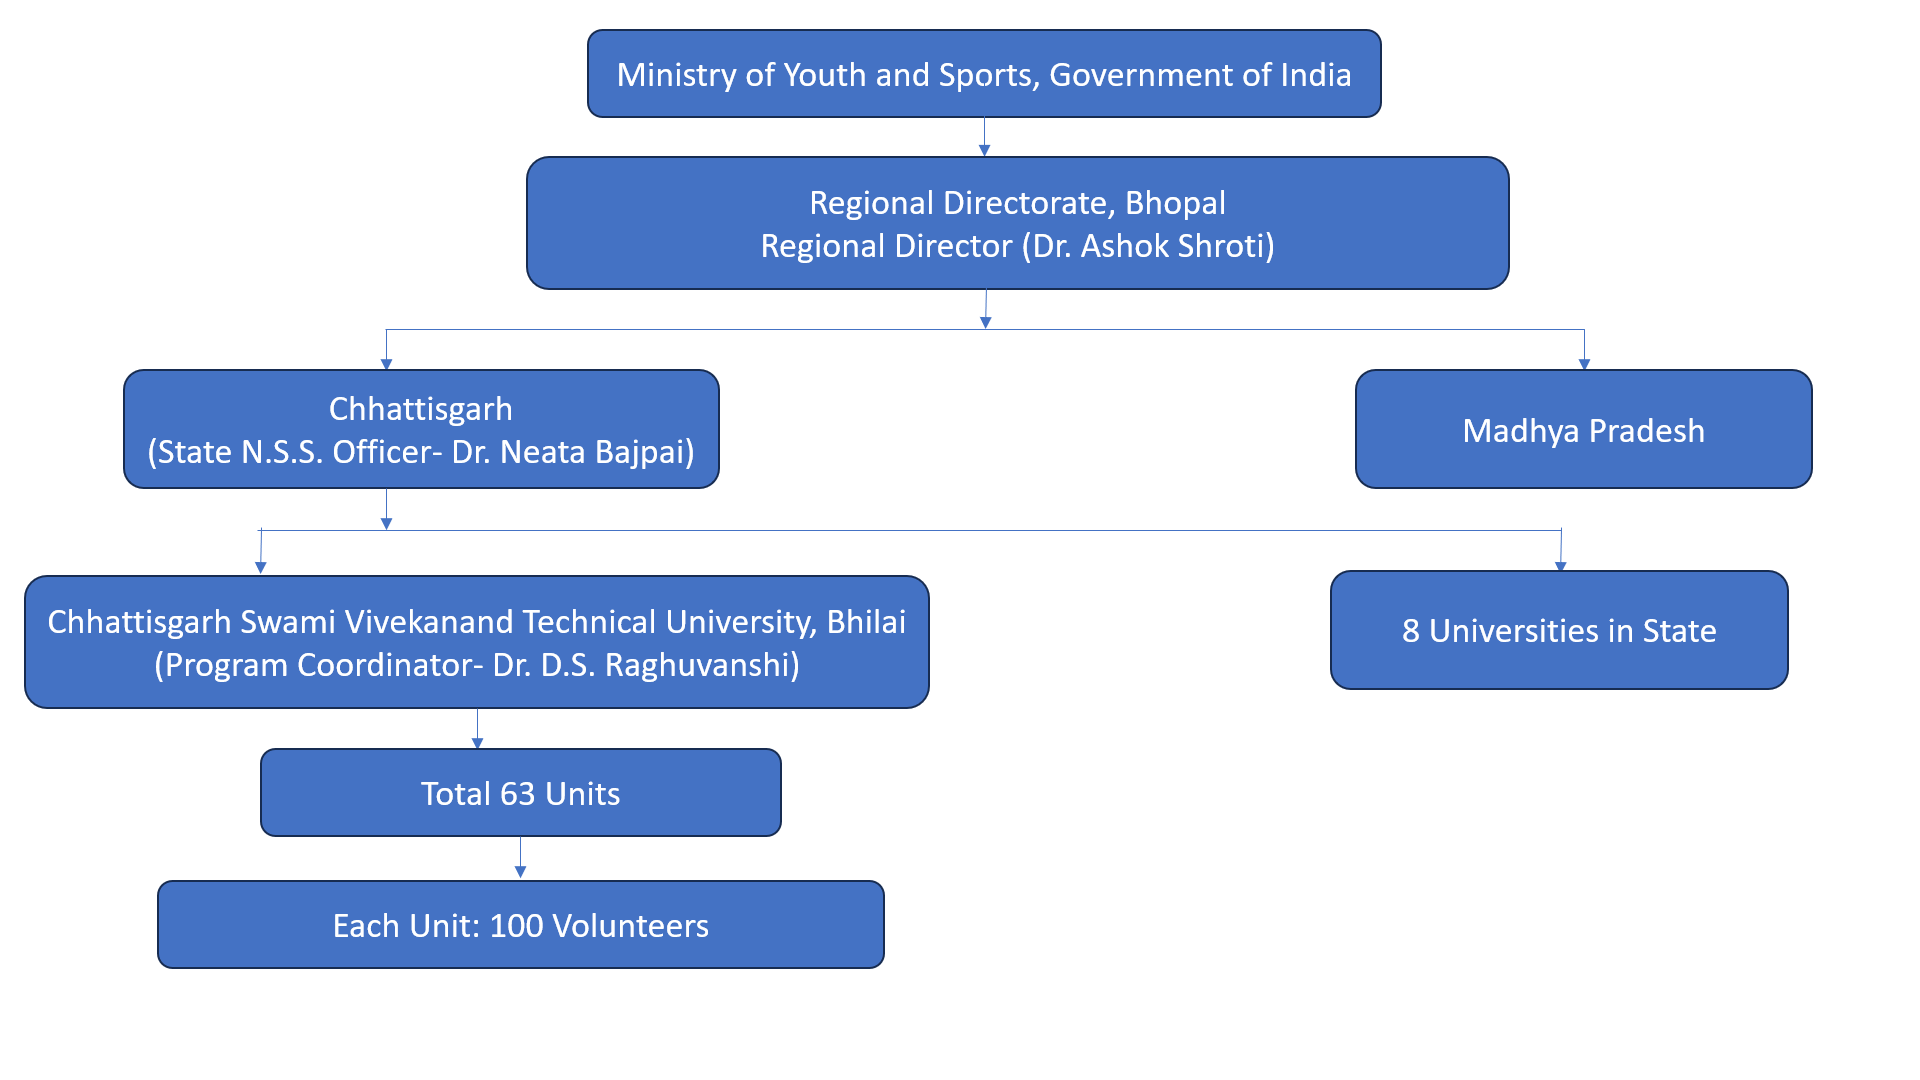 Ministry of Youth and Sports, Government of India
Regional Directorate, Bhopal
Regional Director (Dr. Ashok Shroti)
Chhattisgarh
(State N.S.S. Officer- Dr. Neata Bajpai)
Madhya Pradesh
Chhattisgarh Swami Vivekanand Technical University, Bhilai
(Program Coordinator- Dr. D.S. Raghuvanshi)
8 Universities in State
Total 63 Units
Each Unit: 100 Volunteers